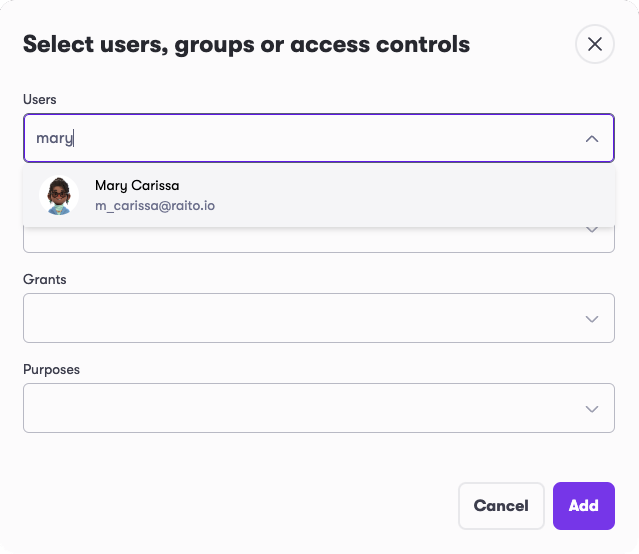 Select users, groups or access controls
Users
mary
Mary Carissa
m_carissa@raito.io
Grants
Purposes
Cancel
Add